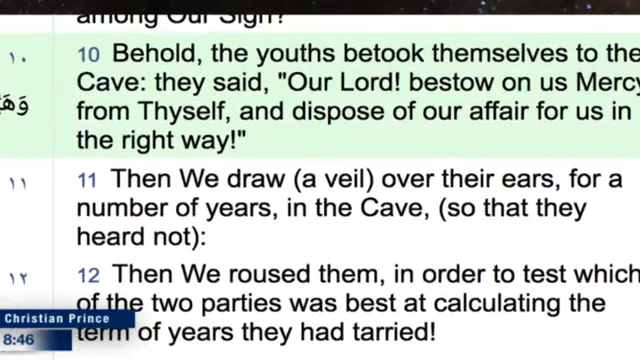 among Our Sign?
١٠
10 Behold, the youths betook themselves to the
Cave: they said, "Our Lord! bestow on us Mercy
from Thyself, and dispose of our affair for us in
the right way!"
١١
11 Then We draw (a veil) over their ears, for a
number of years, in the Cave, (so that they
heard not):
١٢
12 Then We roused them, in order to test which
of the two parties was best at calculating the
term of years they had tarried!
Christian Prince
8:46